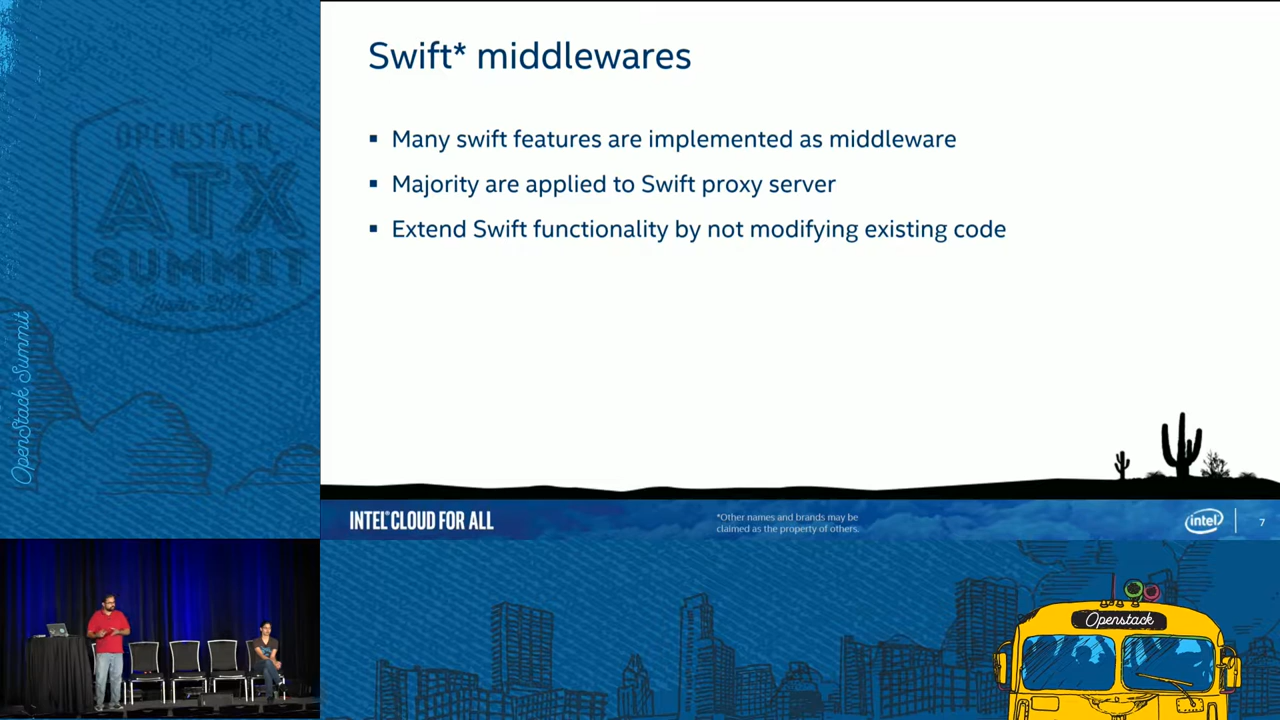 Swift* middlewares
▪ Many swift features are implemented as middleware
▪ Majority are applied to Swift proxy server
▪ Extend Swift functionality by not modifying existing code
INTEL® CLOUD FOR ALL
*Other names and brands may be
claimed as the property of others.
intel
7
OPENSTACK
ATX
SUMMIT
Austin 2016
OpenStack Summit
Openstack